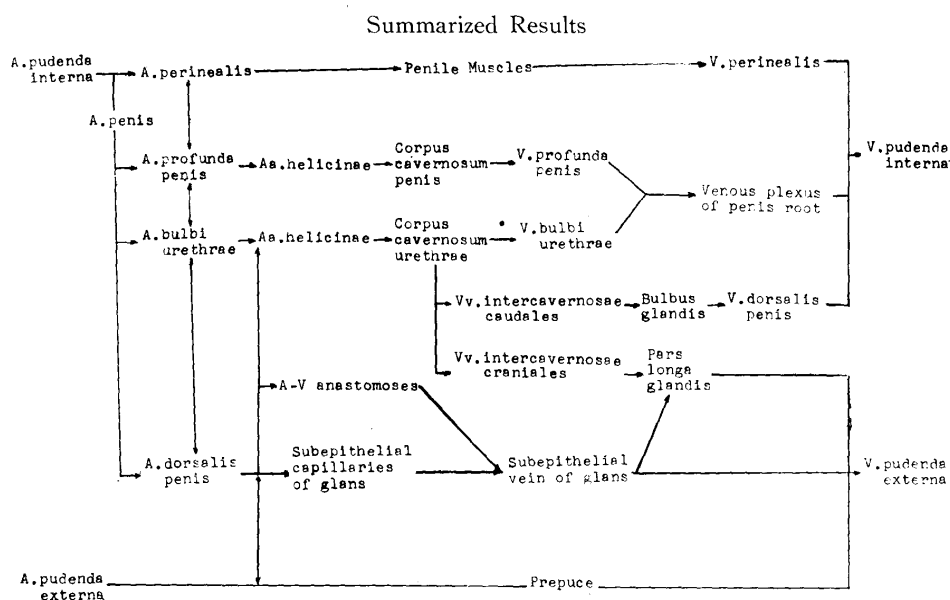 Summarized Results
A.pudenda
interna
A.perinealis
Penile Muscles
V.perinealis
A.penis
A.profunda
penis
Aa.helicinae
Corpus
cavernosum
penis
V.profunda
penis
Venous plexus
of penis root
V.pudenda
interna
A.bulbi
urethrae
Aa.helicinae
Corpus
cavernosum
urethrae
V.bulbi
urethrae
Vv.intercavernosae
caudales
Bulbus
glandis
V.dorsalis
penis
Vv.intercavernosae
craniales
Pars
longa
glandis
A-V anastomoses
A.dorsalis
penis
Subepithelial
capillaries
of glans
Subepithelial
vein of glans
V.pudenda
externa
A.pudenda
externa
Prepuce